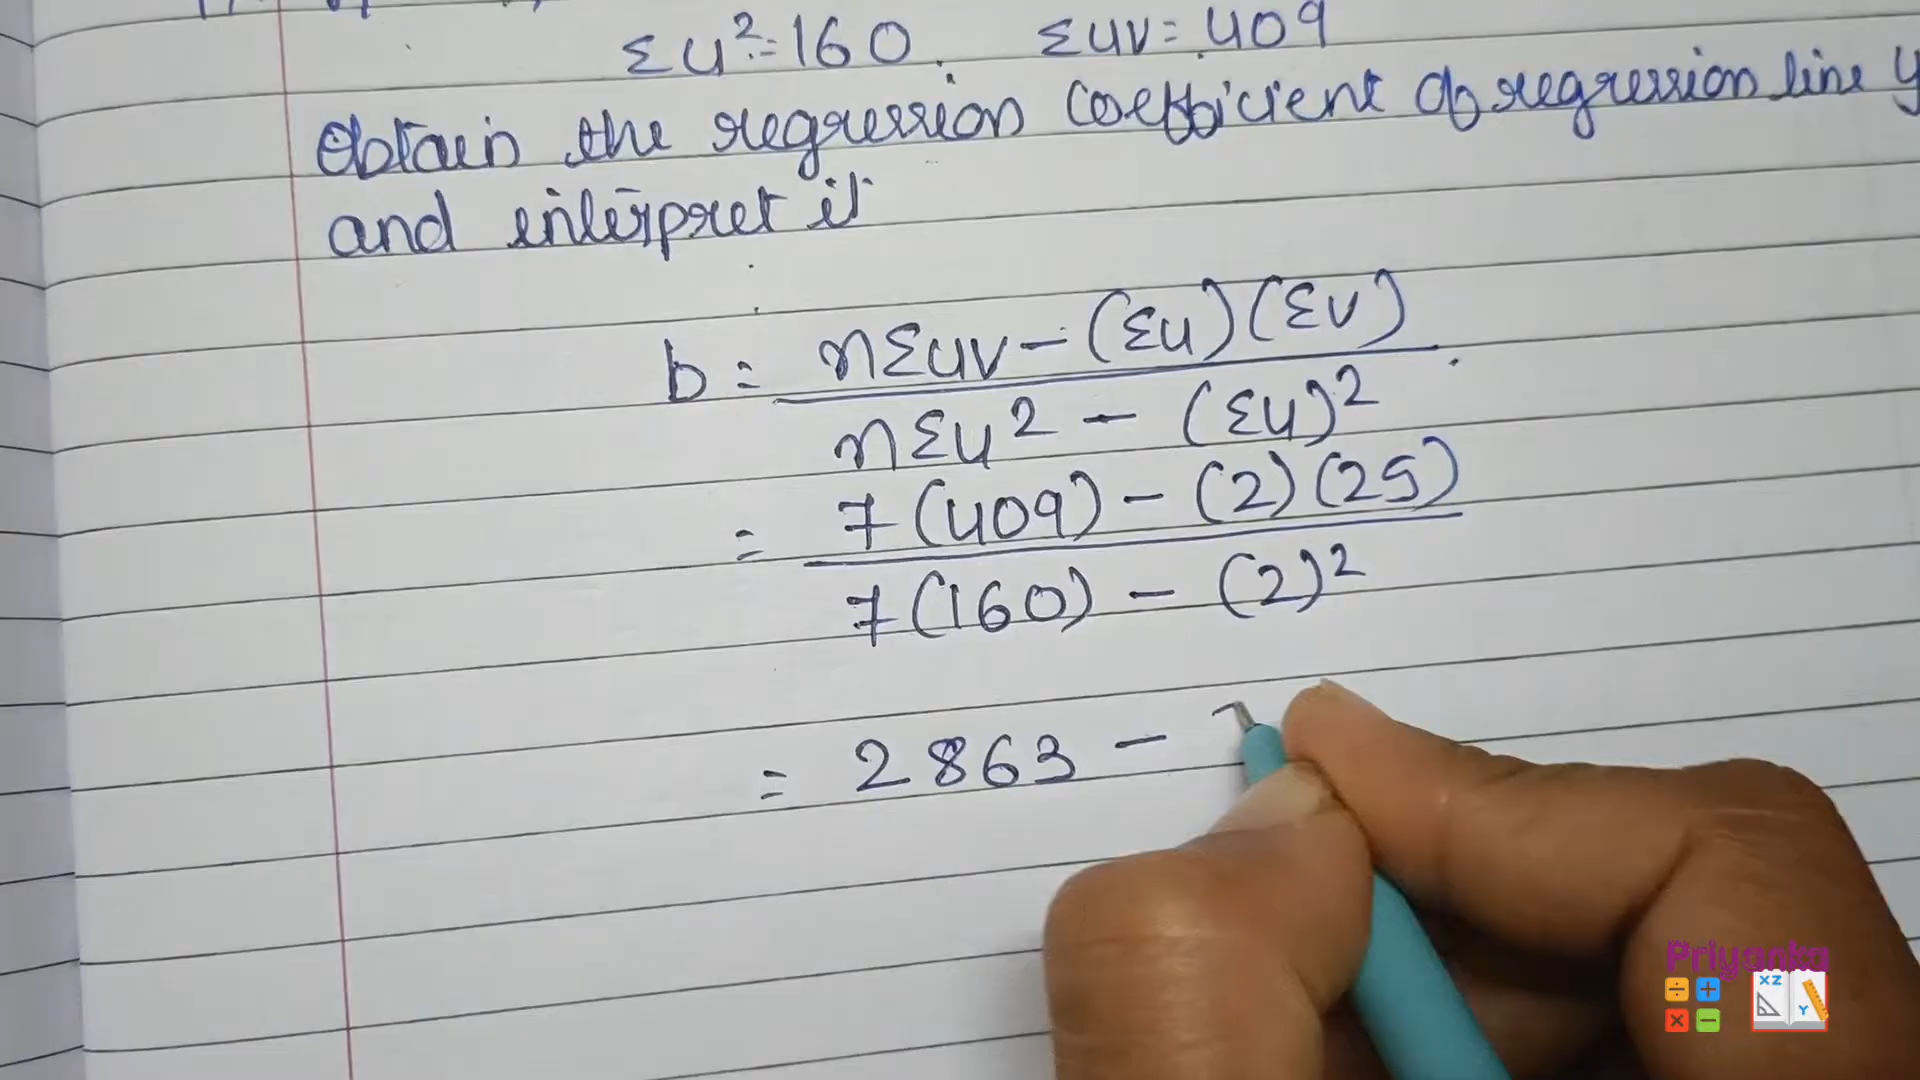 Σu²=160. Σuv=409
Obtain the regression coefficient of regression line y
and interpret it
b = nΣuv-(Σu)(Σv)
nΣu² - (Σu)²
= 7(409) - (2)(25)
7(160) - (2)²
= 2863 -
Priyanka
XZ
Y